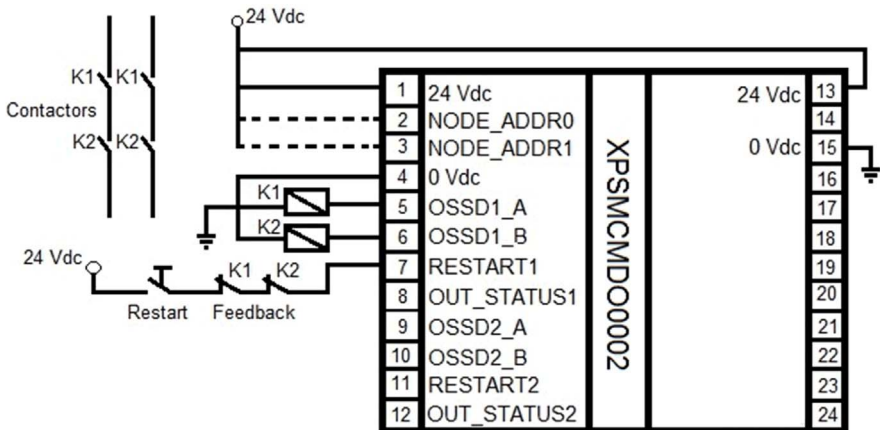 24 Vdc
K1 K1
Contactors
K2 K2
1 24 Vdc
2 NODE_ADDR0
3 NODE_ADDR1
4 0 Vdc
K1
5 OSSD1_A
K2
6 OSSD1_B
24 Vdc
K1 K2
7 RESTART1
Restart Feedback
8 OUT_STATUS1
9 OSSD2_A
10 OSSD2_B
11 RESTART2
12 OUT_STATUS2
XPSMCMDO0002
24 Vdc 13
14
0 Vdc 15
16
17
18
19
20
21
22
23
24